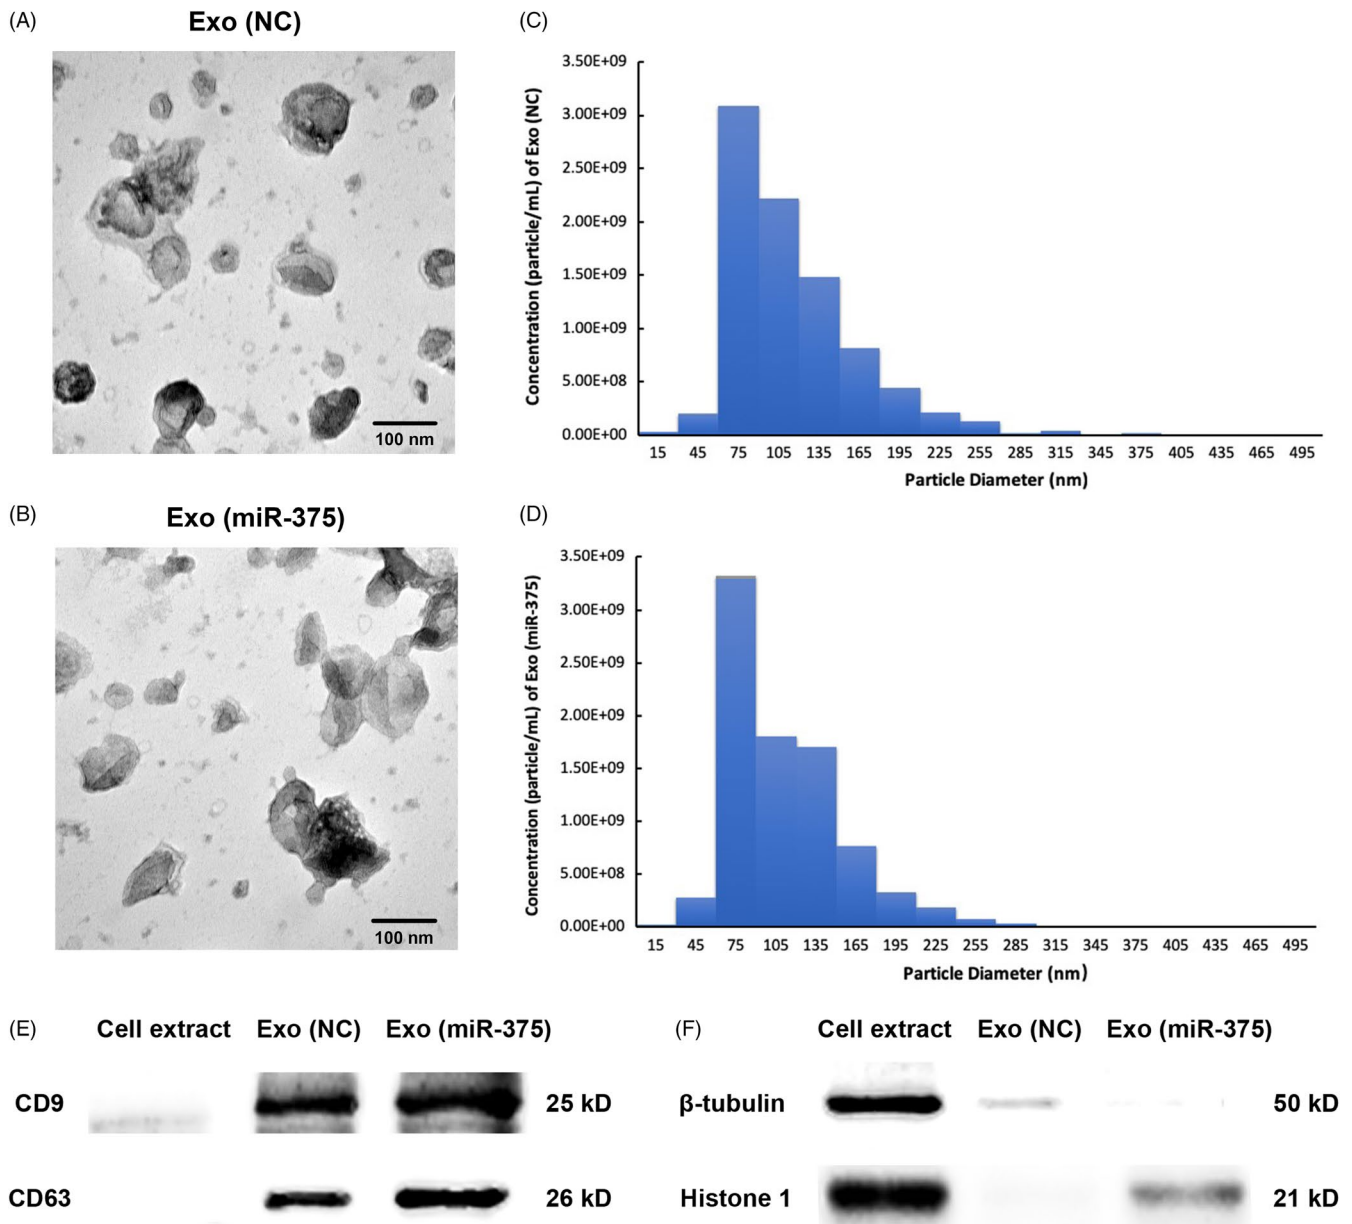 (A)
Exo (NC)
100 nm
(C)
3.50E+09
3.00E+09
2.50E+09
2.00E+09
1.50E+09
1.00E+09
5.00E+08
0.00E+00
Concentration (particle/mL) of Exo (NC)
15 45 75 105 135 165 195 225 255 285 315 345 375 405 435 465 495
Particle Diameter (nm)
(B)
Exo (miR-375)
100 nm
(D)
3.50E+09
3.00E+09
2.50E+09
2.00E+09
1.50E+09
1.00E+09
5.00E+08
0.00E+00
Concentration (particle/mL) of Exo (miR-375)
15 45 75 105 135 165 195 225 255 285 315 345 375 405 435 465 495
Particle Diameter (nm)
(E)
Cell extract Exo (NC) Exo (miR-375)
CD9 25 kD
CD63 26 kD
(F)
Cell extract Exo (NC) Exo (miR-375)
β-tubulin 50 kD
Histone 1 21 kD